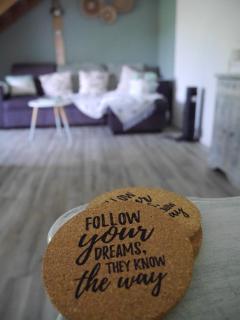 FOLLOW
your
DREAMS,
THEY KNOW
the way